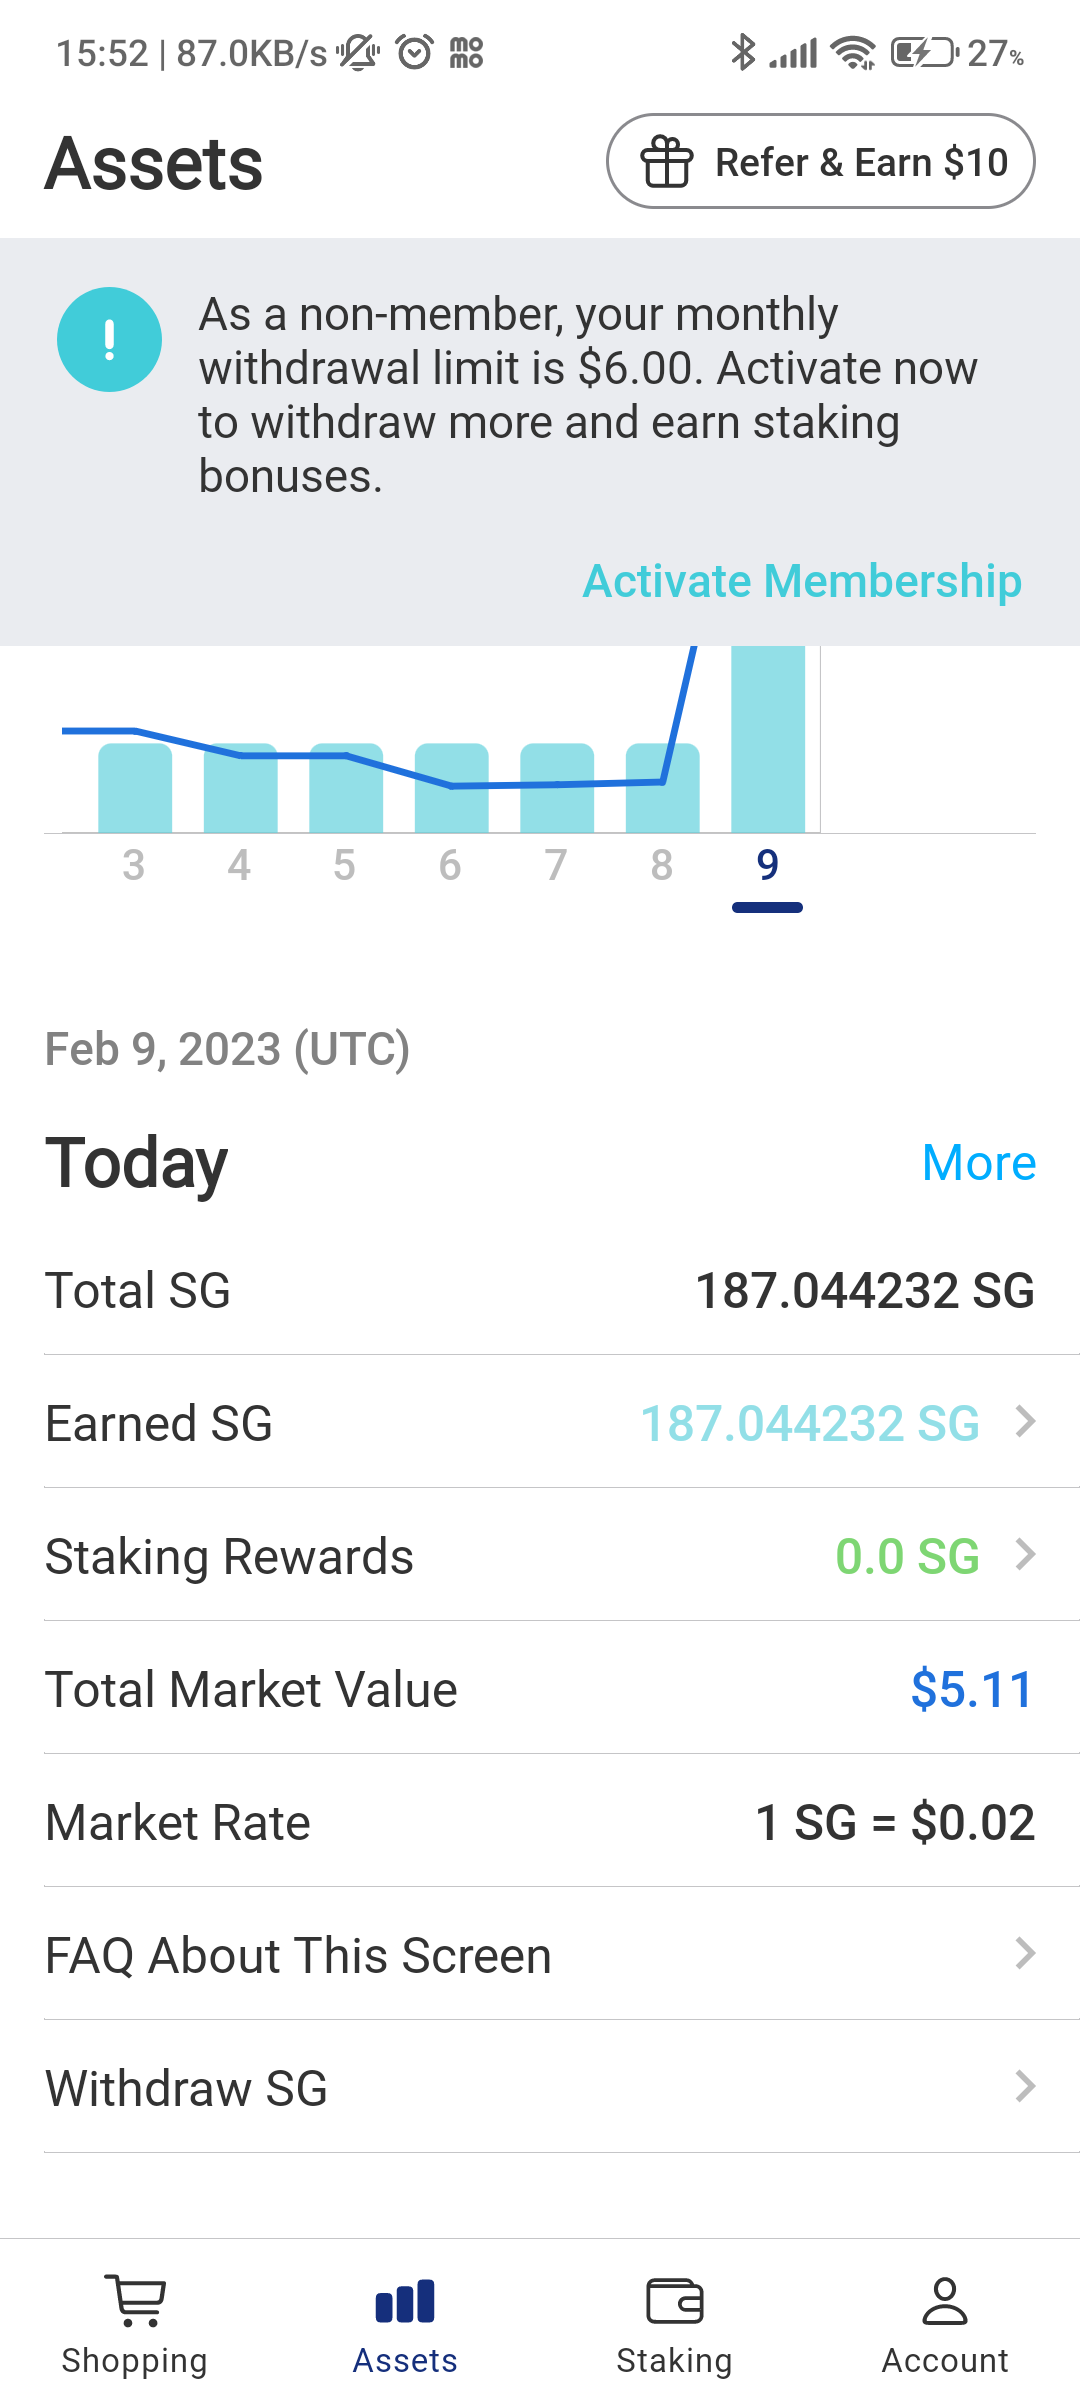 15:52 | 87.0KB/s momo 27%
Assets
Refer & Earn $10
As a non-member, your monthly
withdrawal limit is $6.00. Activate now
to withdraw more and earn staking
bonuses.
Activate Membership
3 4 5 6 7 8 9
Feb 9, 2023 (UTC)
Today More
Total SG 187.044232 SG
Earned SG 187.044232 SG
Staking Rewards 0.0 SG
Total Market Value $5.11
Market Rate 1 SG = $0.02
FAQ About This Screen
Withdraw SG
Shopping Assets Staking Account